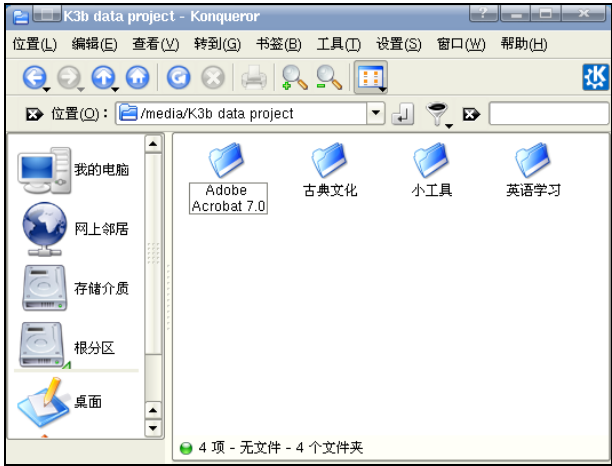 K3b data project - Konqueror
位置(L) 编辑(E) 查看(V) 转到(G) 书签(B) 工具(T) 设置(S) 窗口(W) 帮助(H)
位置(O): /media/K3b data project
我的电脑
网上邻居
存储介质
根分区
桌面
Adobe
Acrobat 7.0
古典文化
小工具
英语学习
4 项 - 无文件 - 4 个文件夹